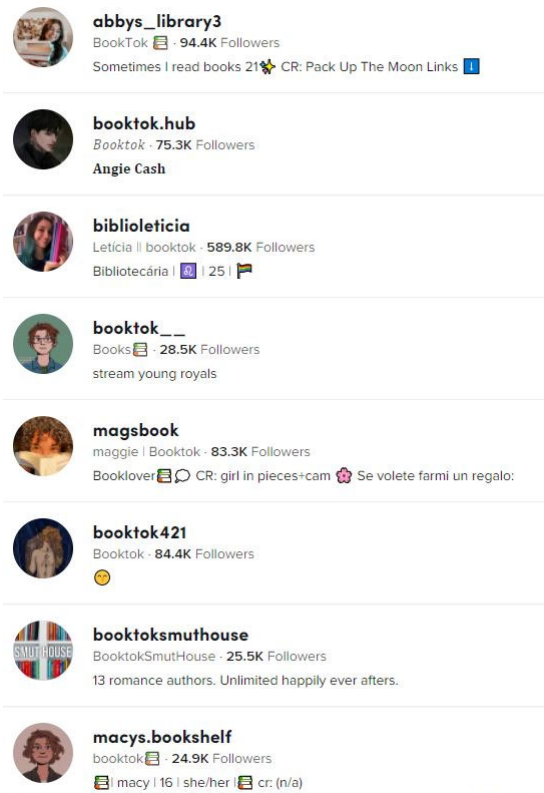 abbys_library3
BookTok 📚 · 94.4K Followers
Sometimes I read books 21✨ CR: Pack Up The Moon Links ⬇️
booktok.hub
𝐵𝑜𝑜𝑘𝑡𝑜𝑘 · 75.3K Followers
𝐀𝐧𝐠𝐢𝐞 𝐂𝐚𝐬𝐡
biblioleticia
Letícia || booktok · 589.8K Followers
Bibliotecária | ♌ | 25 | 🏳️‍🌈
booktok__
Books📚 · 28.5K Followers
stream young royals
magsbook
maggie | Booktok · 83.3K Followers
Booklover📚💭 CR: girl in pieces+cam 🌸 Se volete farmi un regalo:
booktok421
Booktok · 84.4K Followers
😁
SMUT HOUSE
booktoksmuthouse
BooktokSmutHouse · 25.5K Followers
13 romance authors. Unlimited happily ever afters.
macys.bookshelf
booktok📚 · 24.9K Followers
📚| macy | 16 | she/her |📚 cr: (n/a)